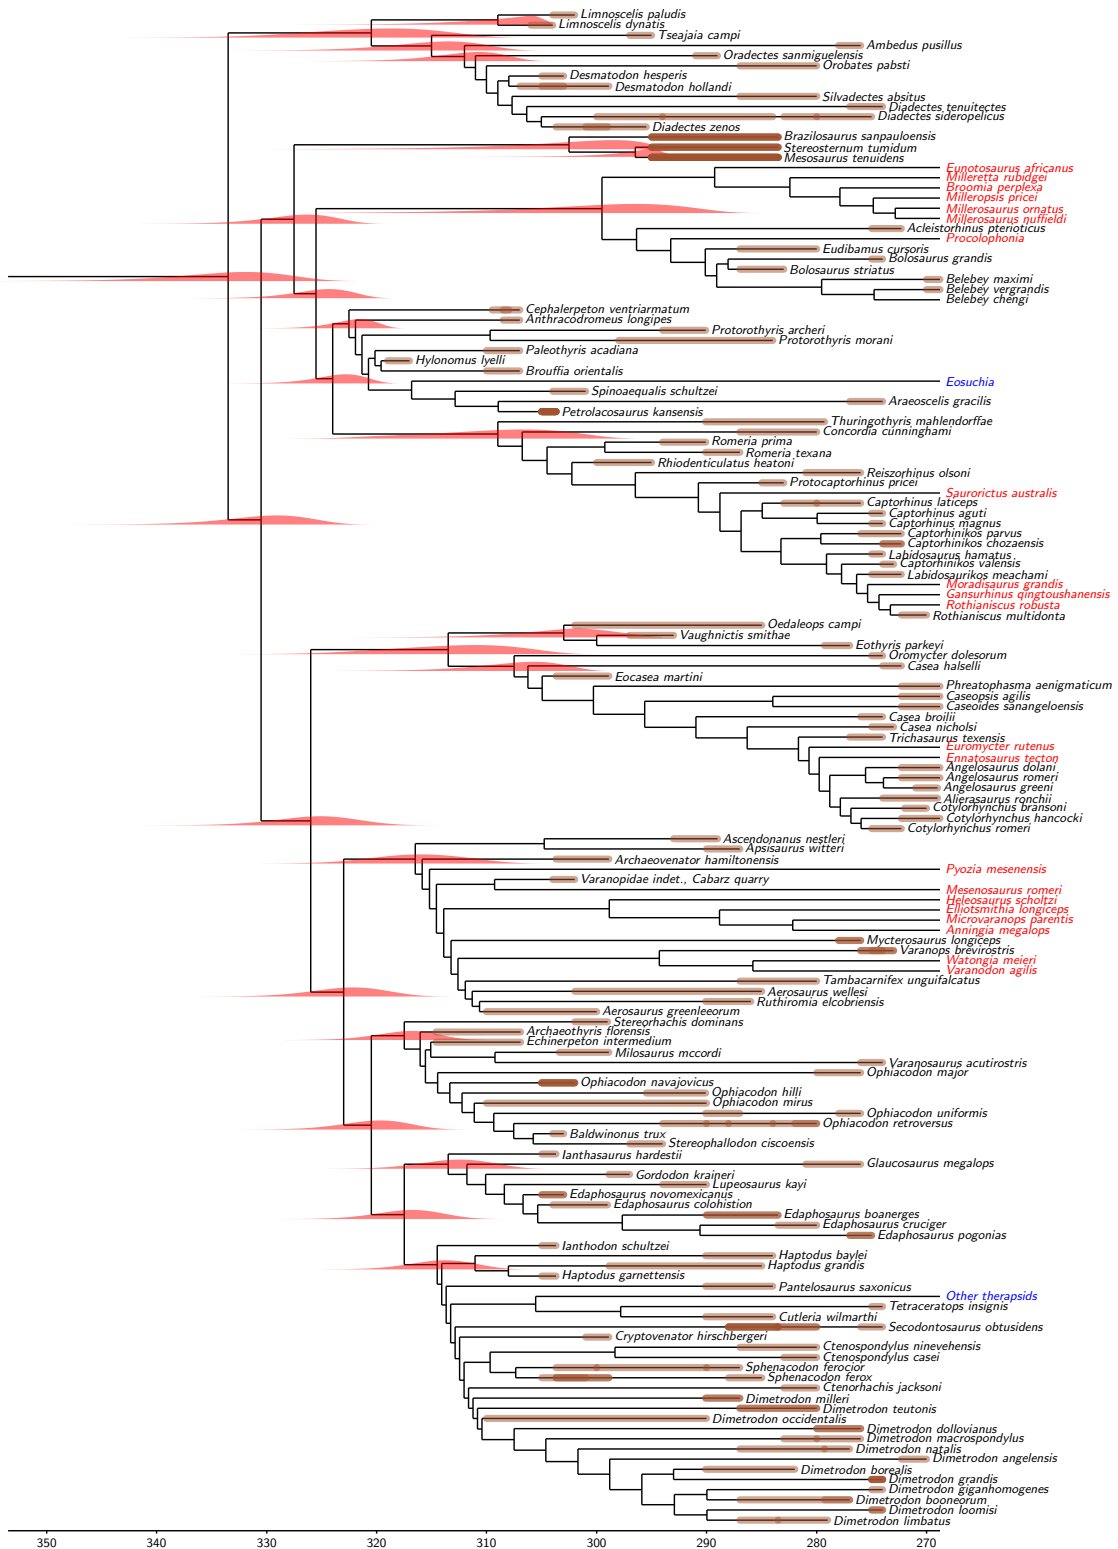 Limnoscelis paludis
Limnoscelis dynatis
Tseajaia campi
Ambedus pusillus
Oradectes sanmiguelensis
Orobates pabsti
Desmatodon hesperis
Desmatodon hollandi
Silvadectes absitus
Diadectes tenuitectes
Diadectes sideropelicus
Diadectes zenos
Brazilosaurus sanpauloensis
Stereosternum tumidum
Mesosaurus tenuidens
Eunotosaurus africanus
Milleretta rubidgei
Broomia perplexa
Milleropsis pricei
Millerosaurus ornatus
Millerosaurus nuffieldi
Acleistorhinus pteroticus
Procolophonia
Eudibamus cursoris
Bolosaurus grandis
Bolosaurus striatus
Belebey maximi
Belebey vergrandis
Belebey chengi
Cephalerpeton ventriarmatum
Anthracodromeus longipes
Protorothyris archeri
Protorothyris morani
Paleothyris acadiana
Hylonomus lyelli
Brouffia orientalis
Eosuchia
Spinoaequalis schultzei
Araeoscelis gracilis
Petrolacosaurus kansensis
Thuringothyris mahlendorffae
Concordia cunninghami
Romeria prima
Romeria texana
Rhiodenticulatus heatoni
Reiszorhinus olsoni
Protocaptorhinus pricei
Saurorictus australis
Captorhinus laticeps
Captorhinus aguti
Captorhinus magnus
Captorhinikos parvus
Captorhinikos chozaensis
Labidosaurus hamatus
Captorhinikos valensis
Labidosaurikos meachami
Moradisaurus grandis
Gansurhinus qingtoushanensis
Rothianiscus robusta
Rothianiscus multidonta
Oedaleops campi
Vaughnictis smithae
Eothyris parkeyi
Oromycter dolesorum
Casea halselli
Eocasea martini
Phreatophasma aenigmaticum
Caseopsis agilis
Caseoides sanangeloensis
Casea broilii
Casea nicholsi
Trichasaurus texensis
Euromycter rutenus
Ennatosaurus tecton
Angelosaurus dolani
Angelosaurus romeri
Angelosaurus greeni
Alierasaurus ronchii
Cotylorhynchus bransoni
Cotylorhynchus hancocki
Cotylorhynchus romeri
Ascendonanus nestleri
Apsisaurus witteri
Archaeovenator hamiltonensis
Pyozia mesenensis
Varanopidae indet., Cabarz quarry
Mesenosaurus romeri
Heleosaurus scholtzi
Elliotsmithia longiceps
Microvaranops parentis
Anningia megalops
Mycterosaurus longiceps
Varanops brevirostris
Watongia meieri
Varanodon agilis
Tambacarnifex unguifalcatus
Aerosaurus wellesi
Ruthiromia elcobriensis
Aerosaurus greenleeorum
Stereorhachis dominans
Archaeothyris florensis
Echinerpeton intermedium
Milosaurus mccordi
Varanosaurus acutirostris
Ophiacodon major
Ophiacodon navajovicus
Ophiacodon hilli
Ophiacodon mirus
Ophiacodon uniformis
Ophiacodon retroversus
Baldwinonus trux
Stereophallodon ciscoensis
Ianthasaurus hardestii
Glaucosaurus megalops
Gordodon kraineri
Lupeosaurus kayi
Edaphosaurus novomexicanus
Edaphosaurus colohistion
Edaphosaurus boanerges
Edaphosaurus cruciger
Edaphosaurus pogonias
Ianthodon schultzei
Haptodus baylei
Haptodus grandis
Haptodus garnettensis
Pantelosaurus saxonicus
Other therapsids
Tetraceratops insignis
Cutleria wilmarthi
Secodontosaurus obtusidens
Cryptovenator hirschbergeri
Ctenospondylus ninevehensis
Ctenospondylus casei
Sphenacodon ferocior
Sphenacodon ferox
Ctenorhachis jacksoni
Dimetrodon milleri
Dimetrodon teutonis
Dimetrodon occidentalis
Dimetrodon dollovianus
Dimetrodon macrospondylus
Dimetrodon natalis
Dimetrodon angelensis
Dimetrodon borealis
Dimetrodon grandis
Dimetrodon giganhomogenes
Dimetrodon booneorum
Dimetrodon loomisi
Dimetrodon limbatus
350 340 330 320 310 300 290 280 270